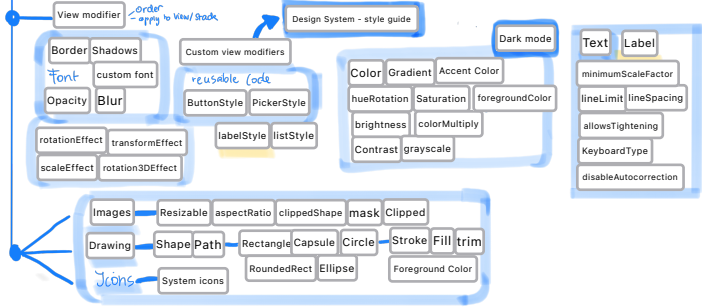 View modifier
Order
- apply to View/Stack
Design System - style guide
Custom view modifiers
Dark mode
Border Shadows
Font custom font
Opacity Blur
reusable code
ButtonStyle PickerStyle
labelStyle listStyle
rotationEffect transformEffect
scaleEffect rotation3DEffect
Color Gradient Accent Color
hueRotation Saturation foregroundColor
brightness colorMultiply
Contrast grayscale
Text Label
minimumScaleFactor
lineLimit lineSpacing
allowsTightening
KeyboardType
disableAutocorrection
Images Resizable aspectRatio clippedShape mask Clipped
Drawing Shape Path Rectangle Capsule Circle Stroke Fill trim
RoundedRect Ellipse Foreground Color
Icons System icons